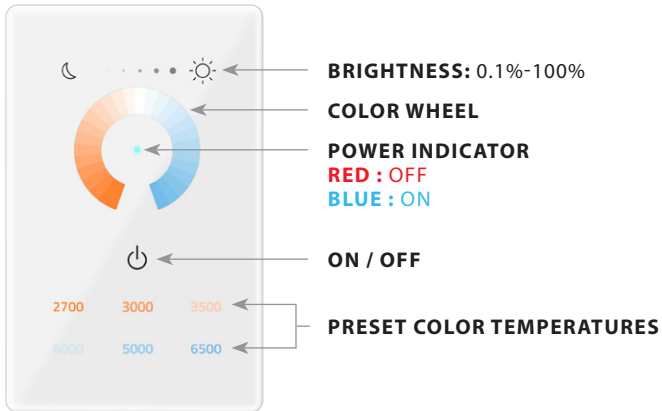 BRIGHTNESS: 0.1%-100%
COLOR WHEEL
POWER INDICATOR
RED : OFF
BLUE : ON
ON / OFF
2700 3000 3500
PRESET COLOR TEMPERATURES
4000 5000 6500